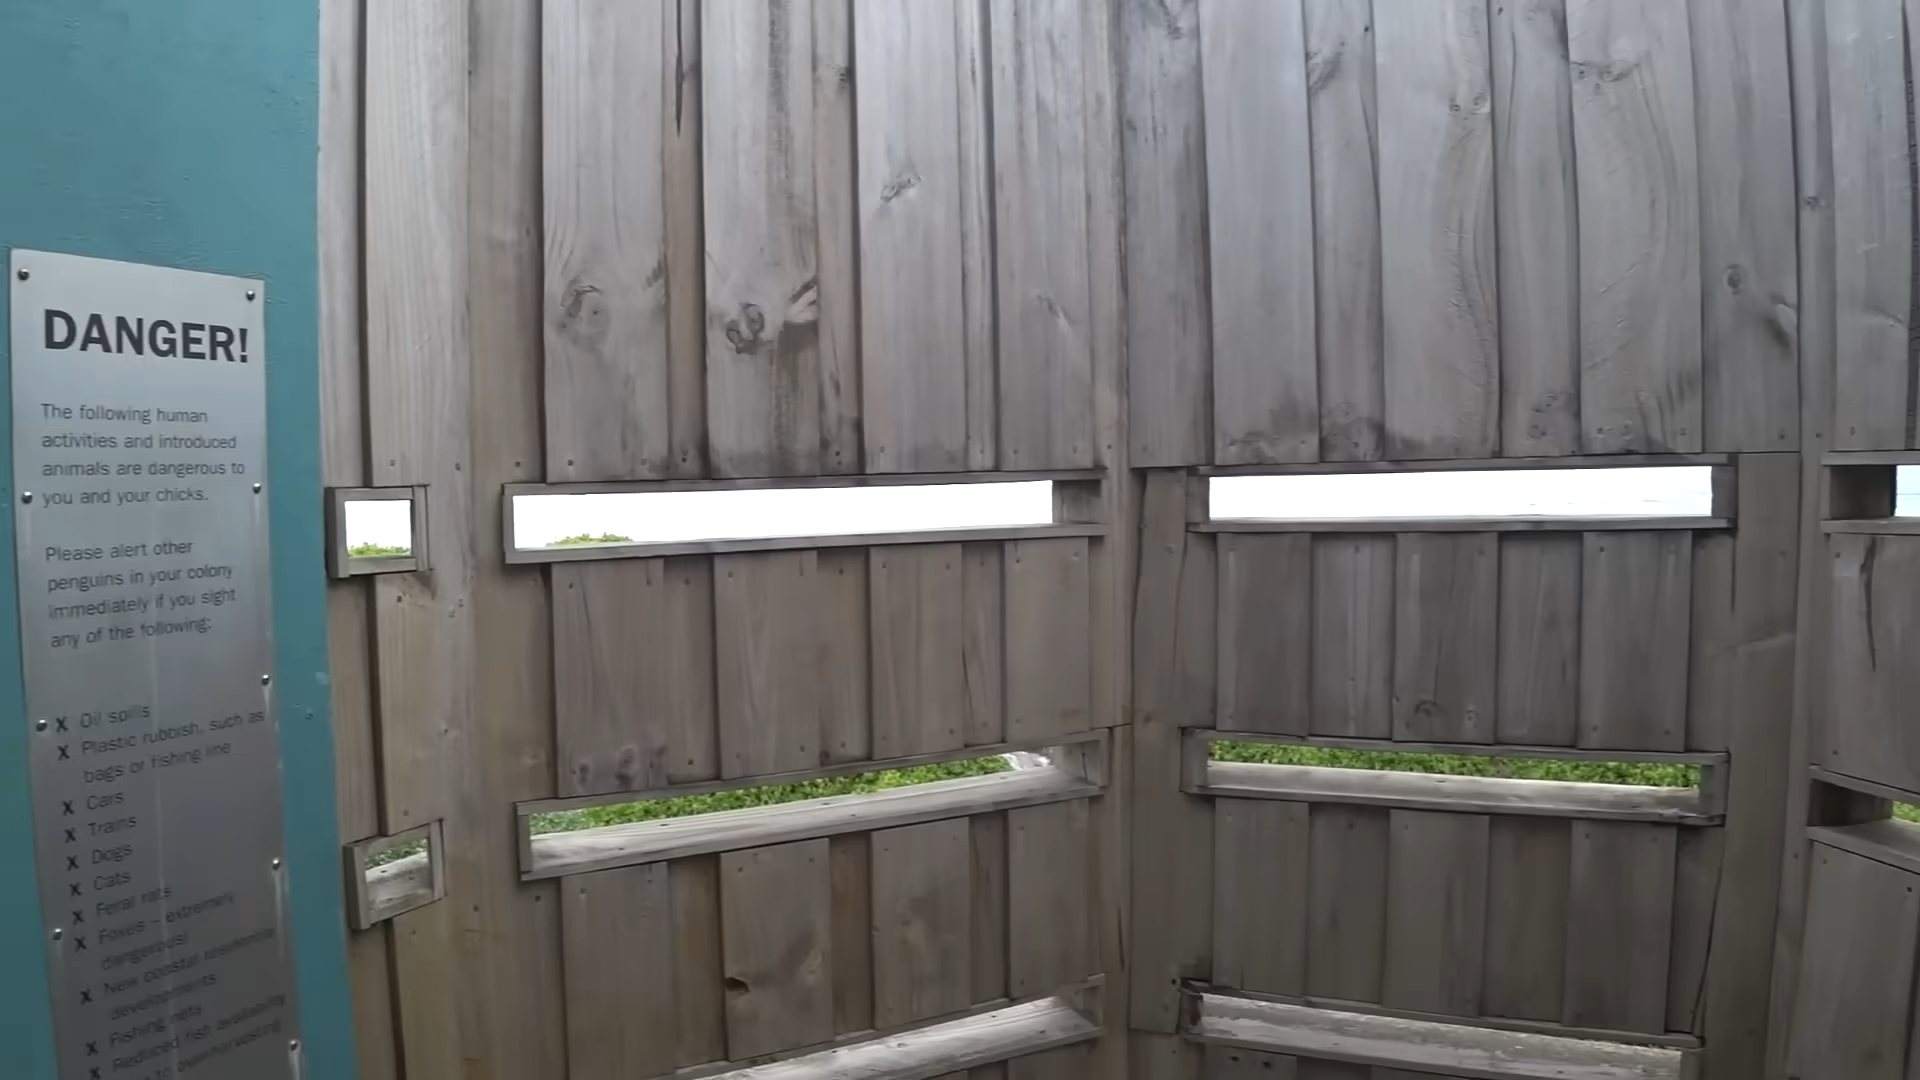 DANGER!
The following human
activities and introduced
animals are dangerous to
you and your chicks.
Please alert other
penguins in your colony
immediately if you sight
any of the following:
X Oil spills
X Plastic rubbish, such as
bags or fishing line
X Cars
X Trains
X Dogs
X Cats
X Feral rats
X Foxes – extremely
dangerous!
X New coastal residential
developments
X Fishing nets
X Reduced fish availability
X to overharvesting